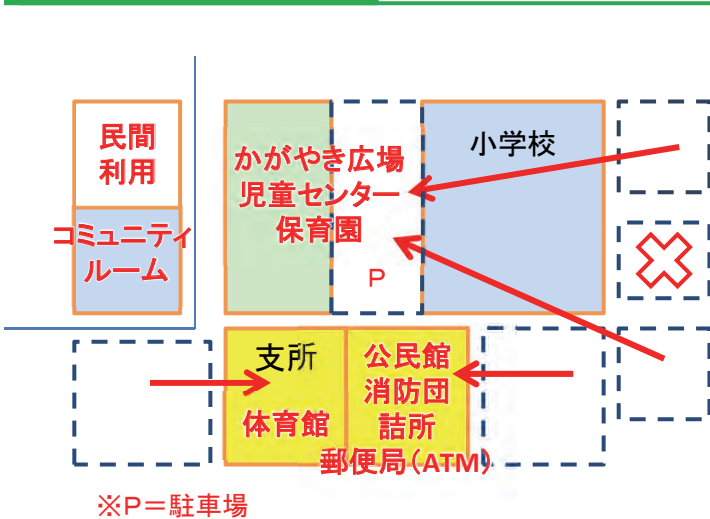 民間
利用
コミュニティ
ルーム
かがやき広場
児童センター
保育園
P
小学校
支所
体育館
公民館
消防団
詰所
郵便局(ATM)
※P=駐車場